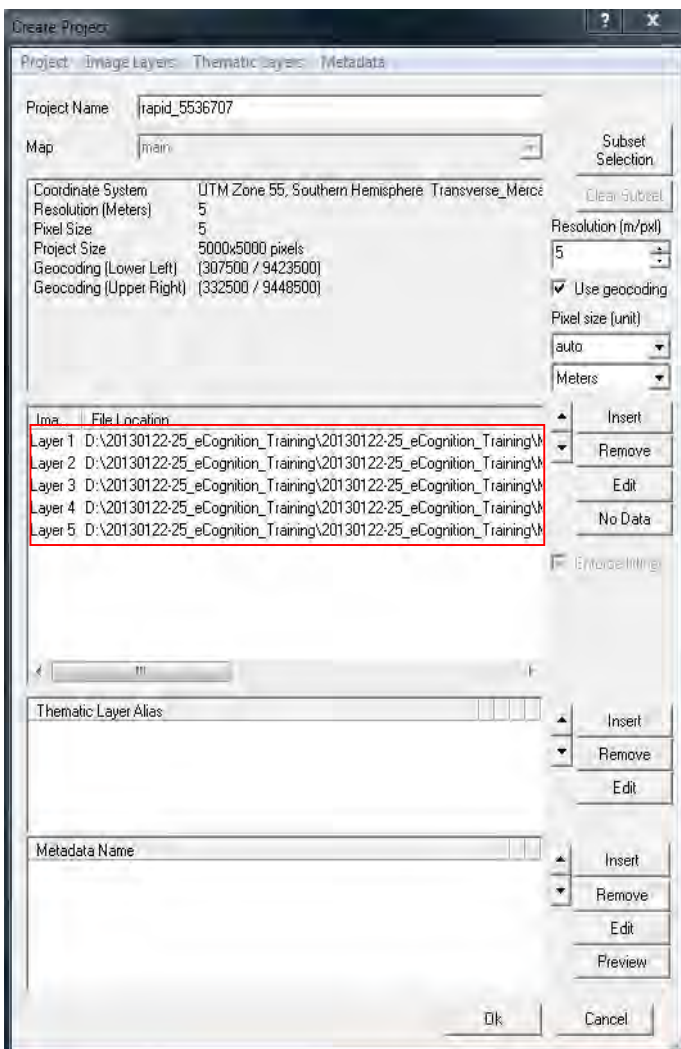 Create Project
? X
Project Image Layers Thematic Layers Metadata
Project Name rapid_5536707
Map main
Subset Selection
Clear Subset
Coordinate System UTM Zone 55, Southern Hemisphere Transverse_Merca
Resolution (Meters) 5
Pixel Size 5
Project Size 5000x5000 pixels
Geocoding (Lower Left) (307500 / 9423500)
Geocoding (Upper Right) (332500 / 9448500)
Resolution (m/pxl)
5
Use geocoding
Pixel size (unit)
auto
Meters
Ima... File Location
Layer 1 D:\20130122-25_eCognition_Training\20130122-25_eCognition_Training\M
Layer 2 D:\20130122-25_eCognition_Training\20130122-25_eCognition_Training\M
Layer 3 D:\20130122-25_eCognition_Training\20130122-25_eCognition_Training\M
Layer 4 D:\20130122-25_eCognition_Training\20130122-25_eCognition_Training\M
Layer 5 D:\20130122-25_eCognition_Training\20130122-25_eCognition_Training\M
Insert
Remove
Edit
No Data
Enforce fitting
Thematic Layer Alias
Insert
Remove
Edit
Metadata Name
Insert
Remove
Edit
Preview
Ok Cancel